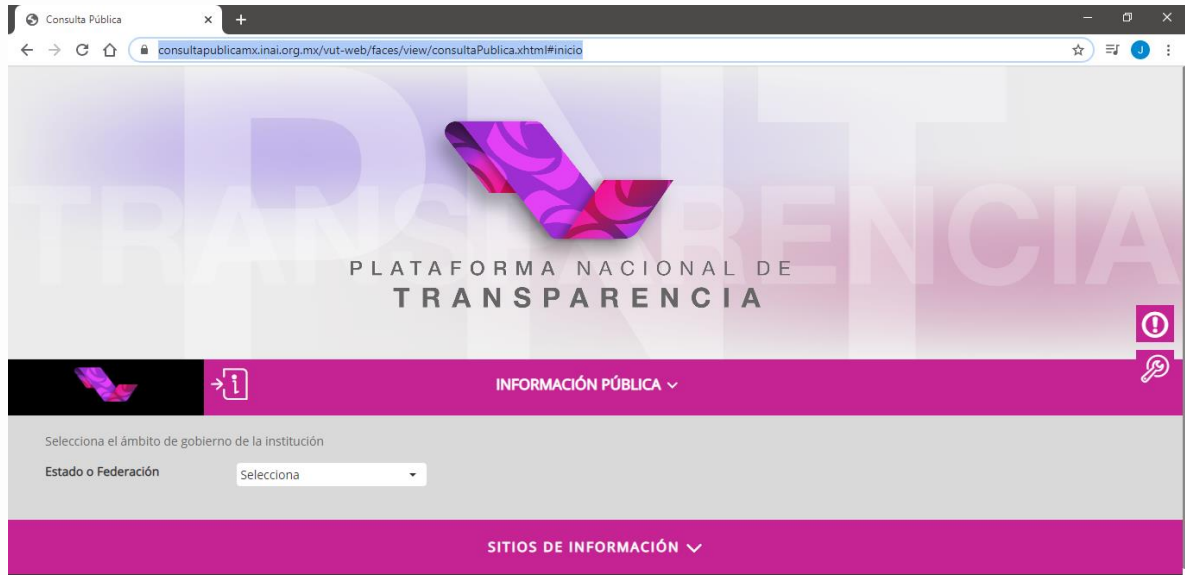 Consulta Pública
consultapublicamx.inai.org.mx/vut-web/faces/view/consultaPublica.xhtml#inicio
J
PNT
TRANSPARENCIA
PLATAFORMA NACIONAL DE
TRANSPARENCIA
INFORMACIÓN PÚBLICA
Selecciona el ámbito de gobierno de la institución
Estado o Federación
Selecciona
SITIOS DE INFORMACIÓN